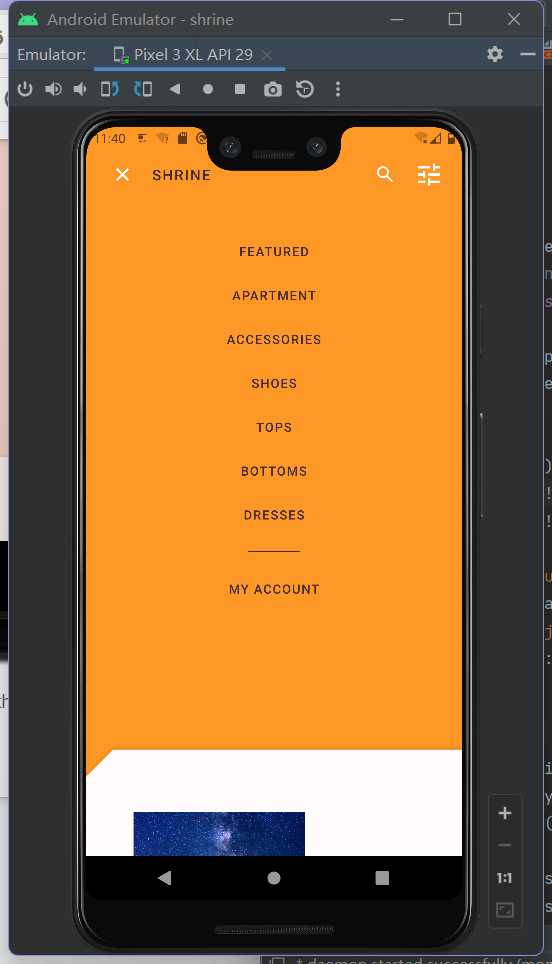 Android Emulator - shrine
Emulator:
Pixel 3 XL API 29
11:40
SHRINE
FEATURED
APARTMENT
ACCESSORIES
SHOES
TOPS
BOTTOMS
DRESSES
MY ACCOUNT
1:1
* daemon started successfully